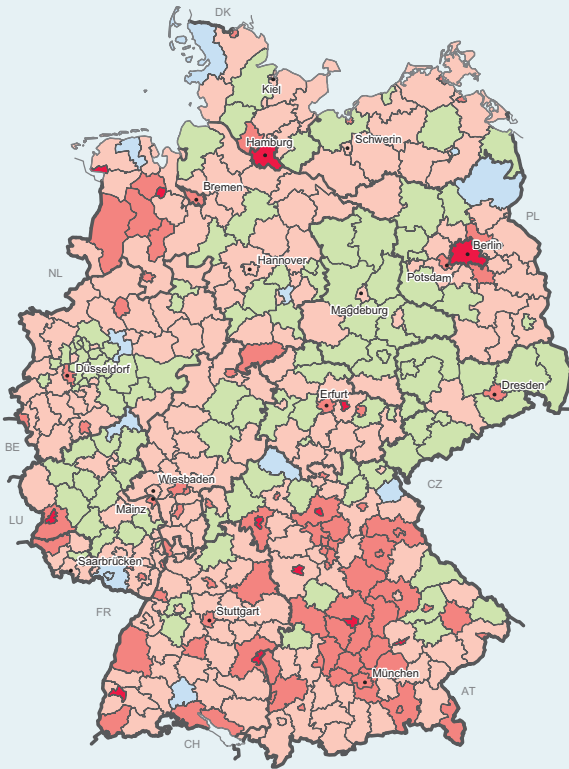 DK
Kiel
Hamburg
Schwerin
Bremen
PL
Berlin
NL
Hannover
Potsdam
Magdeburg
Düsseldorf
Erfurt
Dresden
BE
Wiesbaden
CZ
Mainz
LU
Saarbrücken
FR
Stuttgart
München
AT
CH